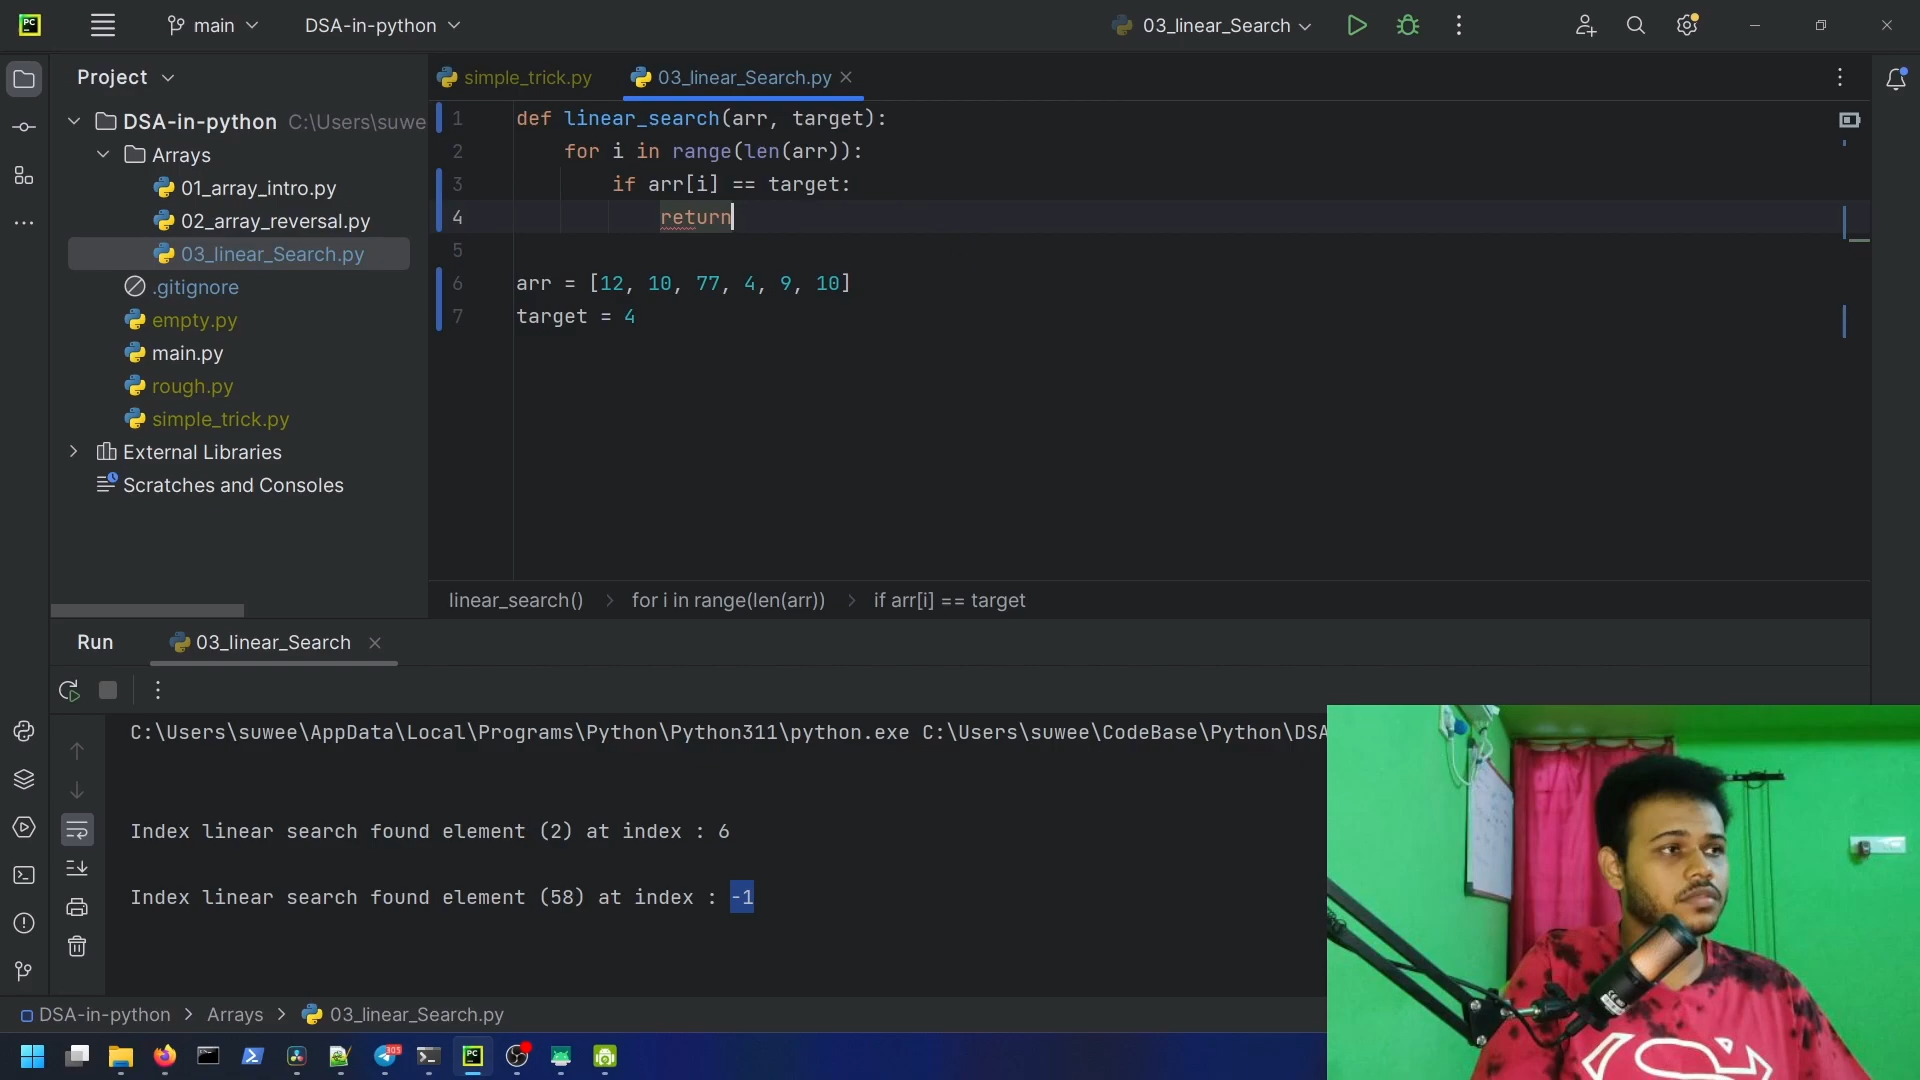 PC
main
DSA-in-python
03_linear_Search
Project
simple_trick.py
03_linear_Search.py
DSA-in-python C:\Users\suwe
Arrays
01_array_intro.py
02_array_reversal.py
03_linear_Search.py
.gitignore
empty.py
main.py
rough.py
simple_trick.py
External Libraries
Scratches and Consoles
1 def linear_search(arr, target):
2 for i in range(len(arr)):
3 if arr[i] == target:
4 return
5
6 arr = [12, 10, 77, 4, 9, 10]
7 target = 4
linear_search() > for i in range(len(arr)) > if arr[i] == target
Run
03_linear_Search
C:\Users\suwee\AppData\Local\Programs\Python\Python311\python.exe C:\Users\suwee\CodeBase\Python\DSA
Index linear search found element (2) at index : 6
Index linear search found element (58) at index : -1
DSA-in-python > Arrays > 03_linear_Search.py
305
PC